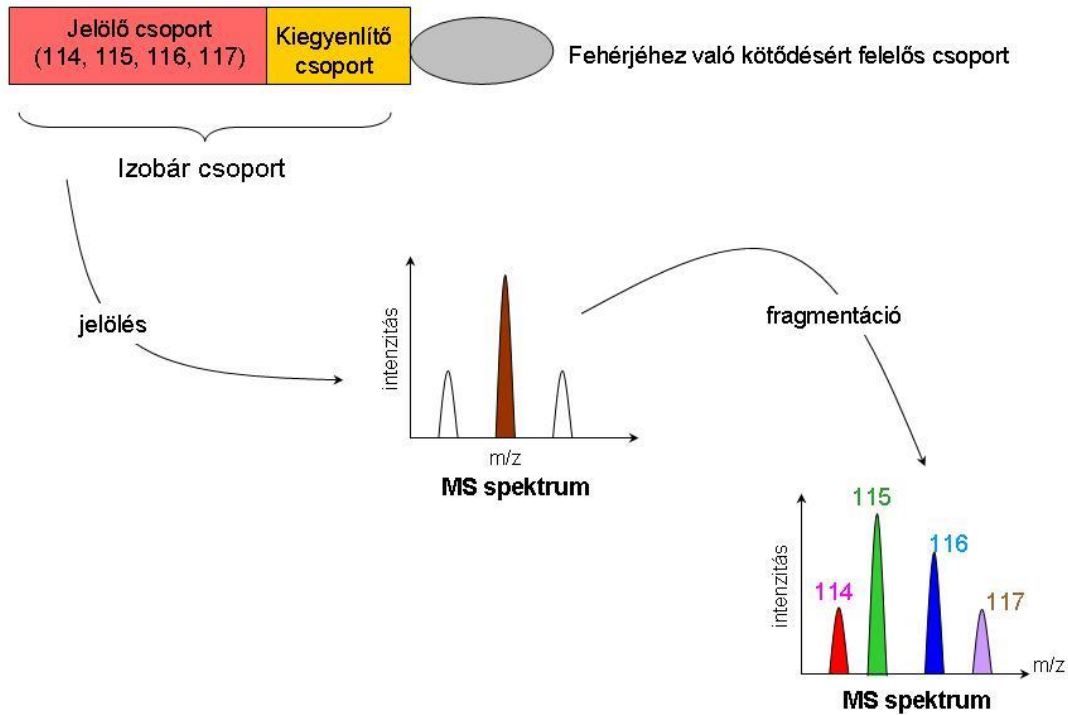 Jelölő csoport
(114, 115, 116, 117)
Kiegyenlítő
csoport
Fehérjéhez való kötődésért felelős csoport
Izobár csoport
jelölés
fragmentáció
intenzitás
m/z
MS spektrum
intenzitás
114
115
116
117
m/z
MS spektrum